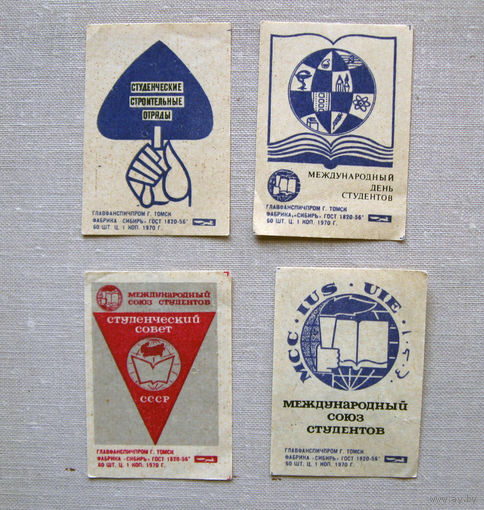 СТУДЕНЧЕСКИЕ
СТРОИТЕЛЬНЫЕ
ОТРЯДЫ
ГЛАВФАНСПИЧПРОМ Г. ТОМСК
ФАБРИКА «СИБИРЬ» ГОСТ 1820-56*
60 ШТ. Ц. 1 КОП. 1970 Г.
МЕЖДУНАРОДНЫЙ
ДЕНЬ
СТУДЕНТОВ
ГЛАВФАНСПИЧПРОМ Г. ТОМСК
ФАБРИКА «СИБИРЬ» ГОСТ 1820-56*
60 ШТ. Ц. 1 КОП. 1970 Г.
МЕЖДУНАРОДНЫЙ
СОЮЗ СТУДЕНТОВ
СТУДЕНЧЕСКИЙ
СОВЕТ
СССР
ГЛАВФАНСПИЧПРОМ Г. ТОМСК
ФАБРИКА «СИБИРЬ» ГОСТ 1820-56*
60 ШТ. Ц. 1 КОП. 1970 Г.
МСС · IUS · UIE ·
МЕЖДУНАРОДНЫЙ
СОЮЗ
СТУДЕНТОВ
ГЛАВФАНСПИЧПРОМ Г. ТОМСК
ФАБРИКА «СИБИРЬ» ГОСТ 1820-56*
60 ШТ. Ц. 1 КОП. 1970 Г.